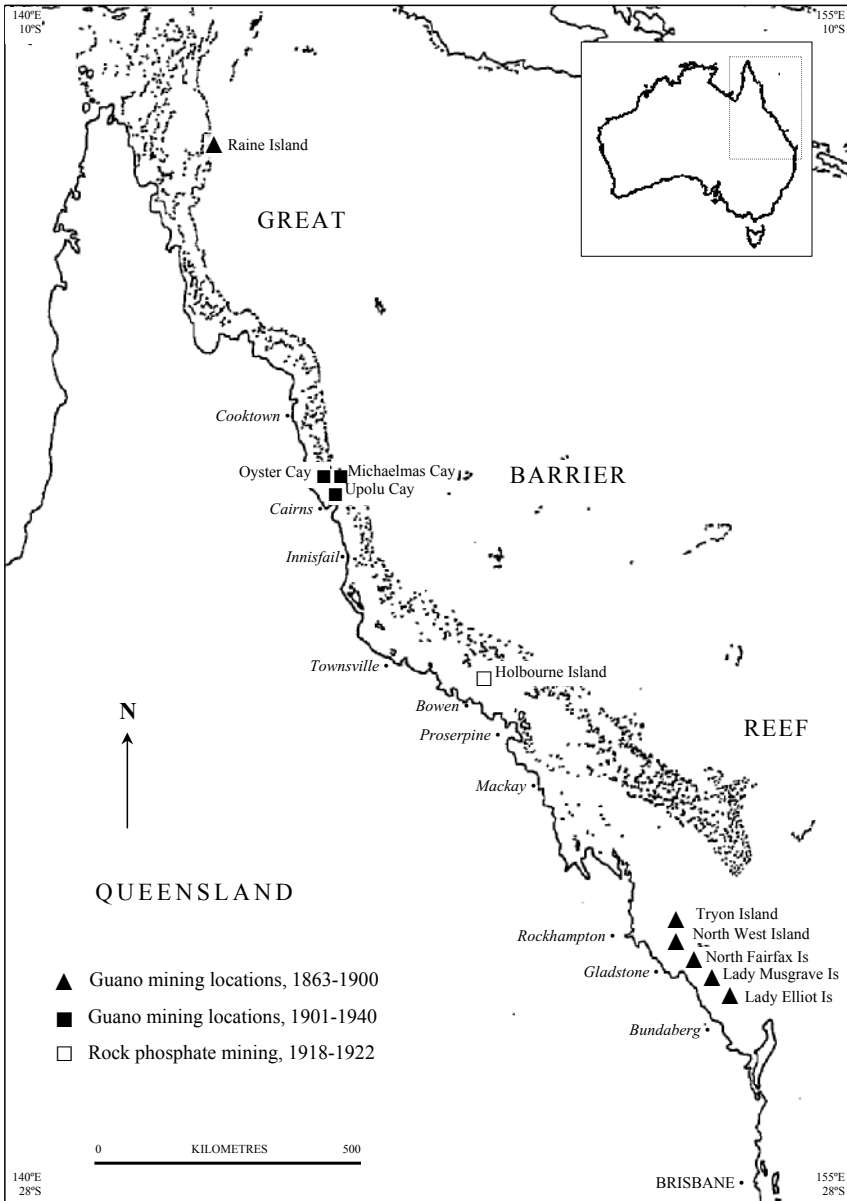 140ºE
10ºS
155ºE
10ºS
Raine Island
GREAT
Cooktown
Oyster Cay
Michaelmas Cay
Upolu Cay
BARRIER
Cairns
Innisfail
Townsville
Holbourne Island
Bowen
N
Proserpine
REEF
Mackay
QUEENSLAND
Tryon Island
Rockhampton
North West Island
North Fairfax Is
Gladstone
Lady Musgrave Is
Lady Elliot Is
Bundaberg
Guano mining locations, 1863-1900
Guano mining locations, 1901-1940
Rock phosphate mining, 1918-1922
0 KILOMETRES 500
140ºE
28ºS
BRISBANE
155ºE
28ºS